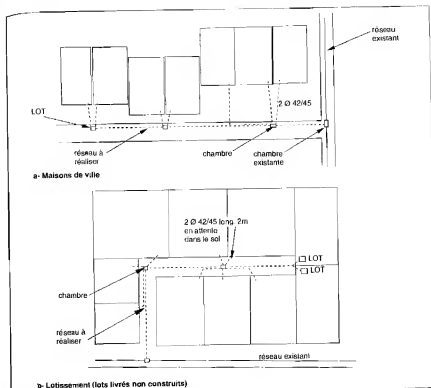 réseau
existant
LOT
2 Ø 42/45
réseau à
réaliser
chambre
chambre
existante
a- Maisons de ville
2 Ø 42/45 long. 2m
en attente
dans le sol
LOT
LOT
chambre
réseau à
réaliser
réseau existant
b- Lotissement (lots livrés non construits)